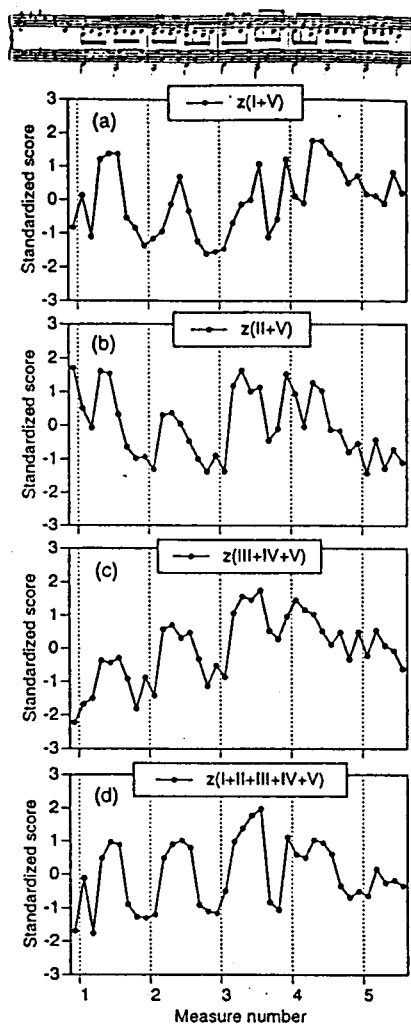 z(I+V)
(a)
3
2
1
0
-1
-2
-3
Standardized score
z(II+V)
(b)
3
2
1
0
-1
-2
-3
Standardized score
z(III+IV+V)
(c)
3
2
1
0
-1
-2
-3
Standardized score
z(I+II+III+IV+V)
(d)
3
2
1
0
-1
-2
-3
Standardized score
1 2 3 4 5
Measure number